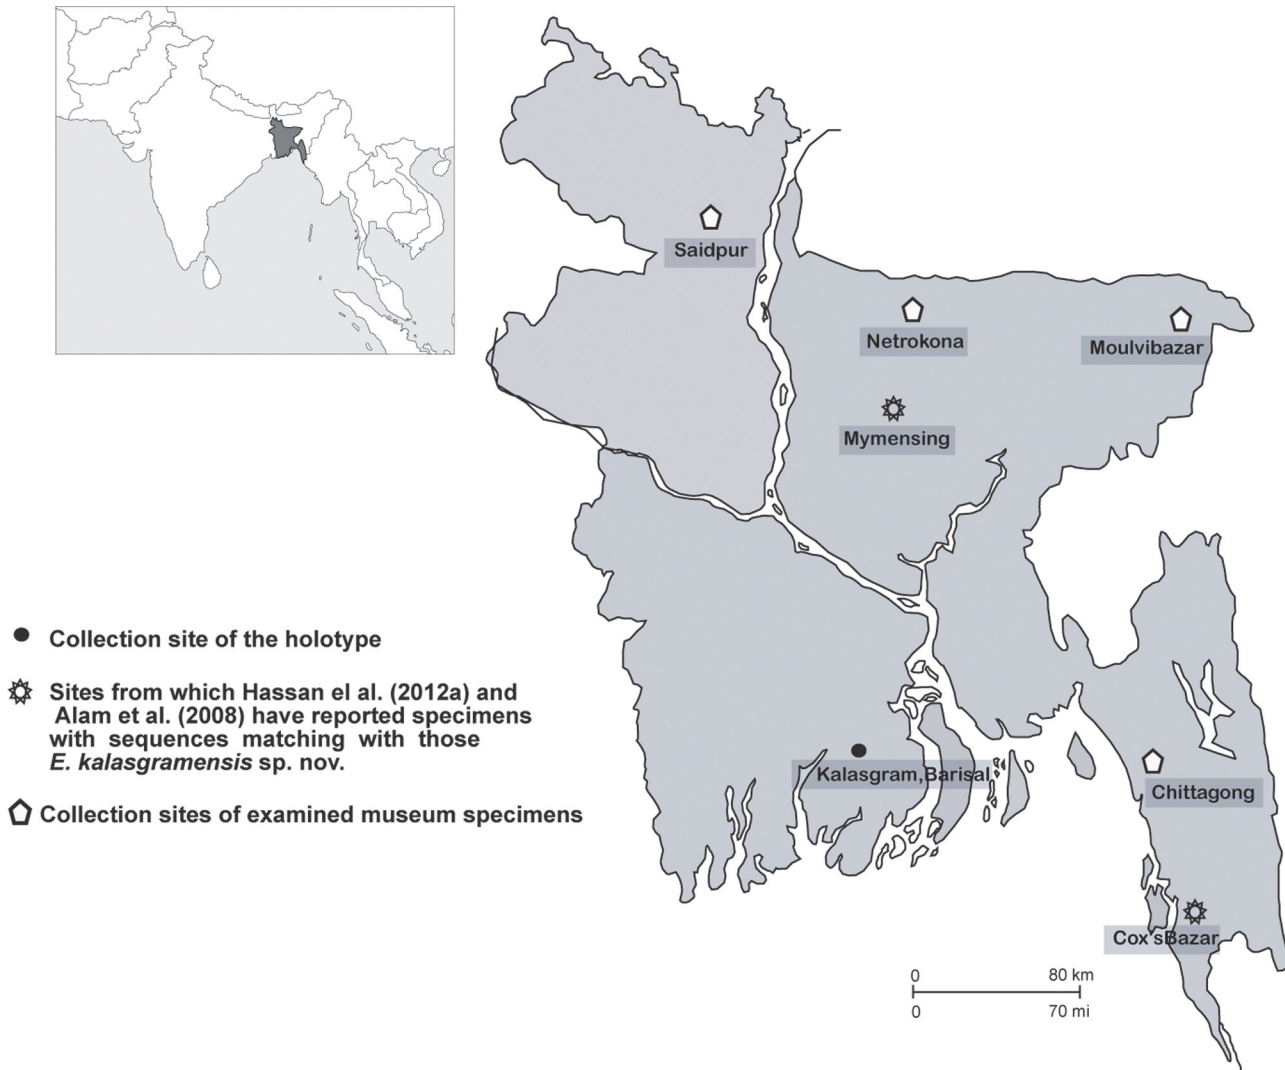 Saidpur
Netrokona
Moulvibazar
Mymensing
Collection site of the holotype
Sites from which Hassan el al. (2012a) and
Alam et al. (2008) have reported specimens
with sequences matching with those
E. kalasgramensis sp. nov.
Collection sites of examined museum specimens
Kalasgram,Barisal
Chittagong
Cox'sBazar
0 80 km
0 70 mi